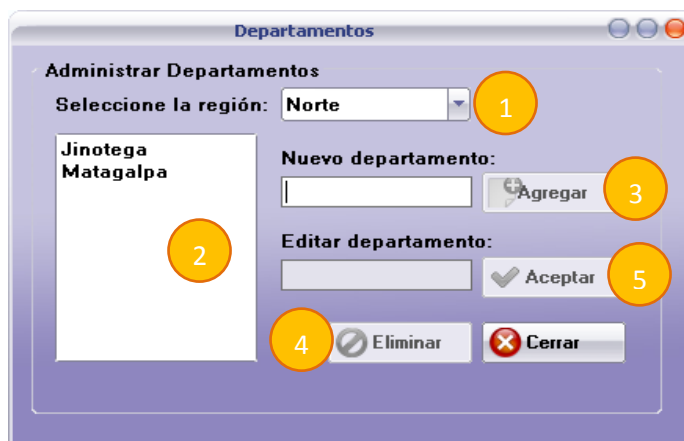 Departamentos
Administrar Departamentos
Seleccione la región: Norte 1
Jinotega
Matagalpa
2
Nuevo departamento:
Agregar 3
Editar departamento:
Aceptar 5
4 Eliminar Cerrar